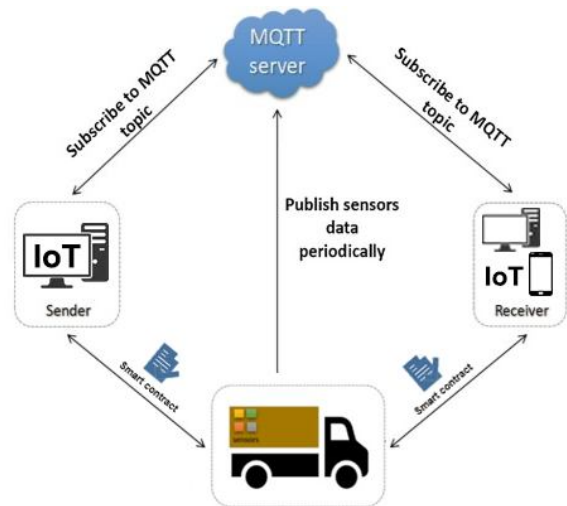 MQTT
server
Subscribe to MQTT
topic
Subscribe to MQTT
topic
Publish sensors
data
periodically
IoT
Sender
IoT
Receiver
Smart contract
Smart contract
sensors